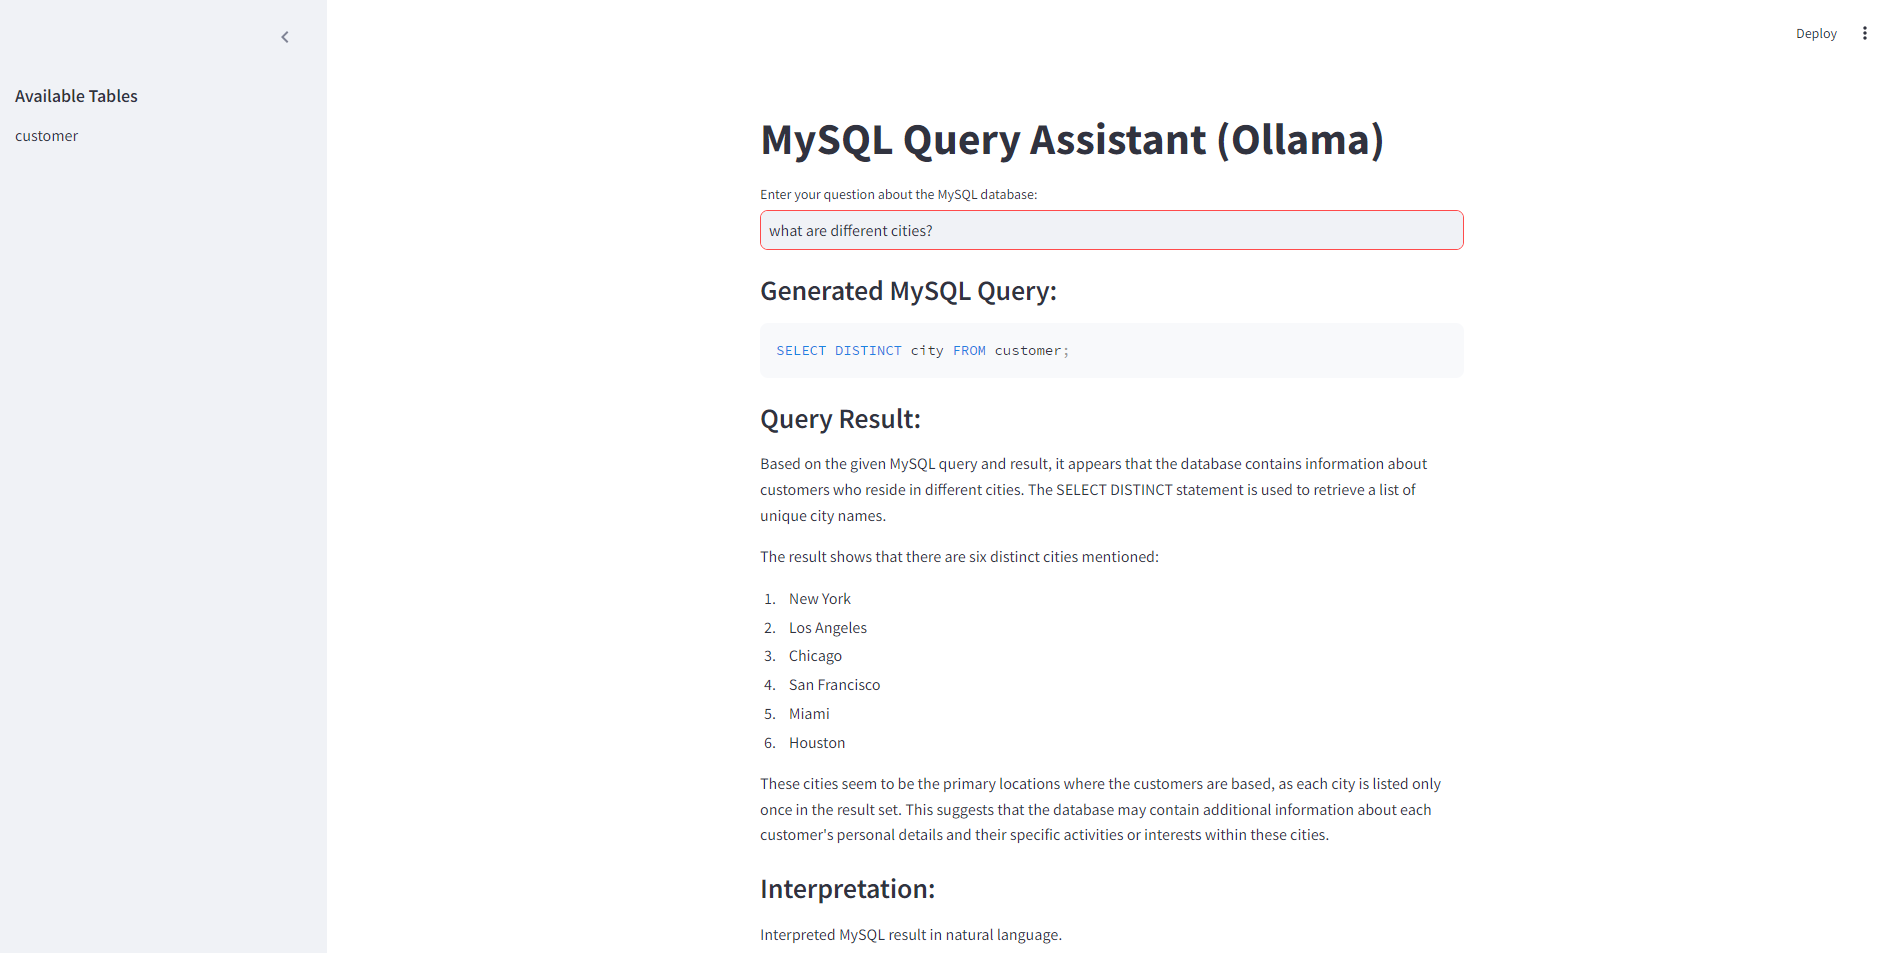 Deploy
Available Tables
customer
MySQL Query Assistant (Ollama)
Enter your question about the MySQL database:
what are different cities?
Generated MySQL Query:
SELECT DISTINCT city FROM customer;
Query Result:
Based on the given MySQL query and result, it appears that the database contains information about
customers who reside in different cities. The SELECT DISTINCT statement is used to retrieve a list of
unique city names.
The result shows that there are six distinct cities mentioned:
1. New York
2. Los Angeles
3. Chicago
4. San Francisco
5. Miami
6. Houston
These cities seem to be the primary locations where the customers are based, as each city is listed only
once in the result set. This suggests that the database may contain additional information about each
customer's personal details and their specific activities or interests within these cities.
Interpretation:
Interpreted MySQL result in natural language.